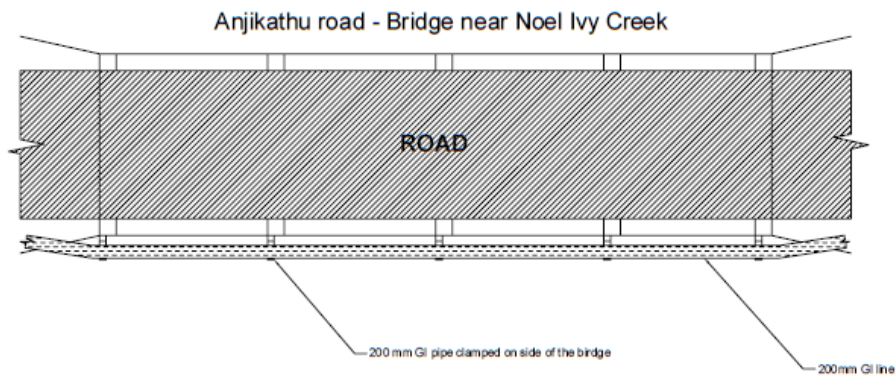 Anjikathu road - Bridge near Noel Ivy Creek
ROAD
200 mm GI pipe clamped on side of the birdge
200mm GI line